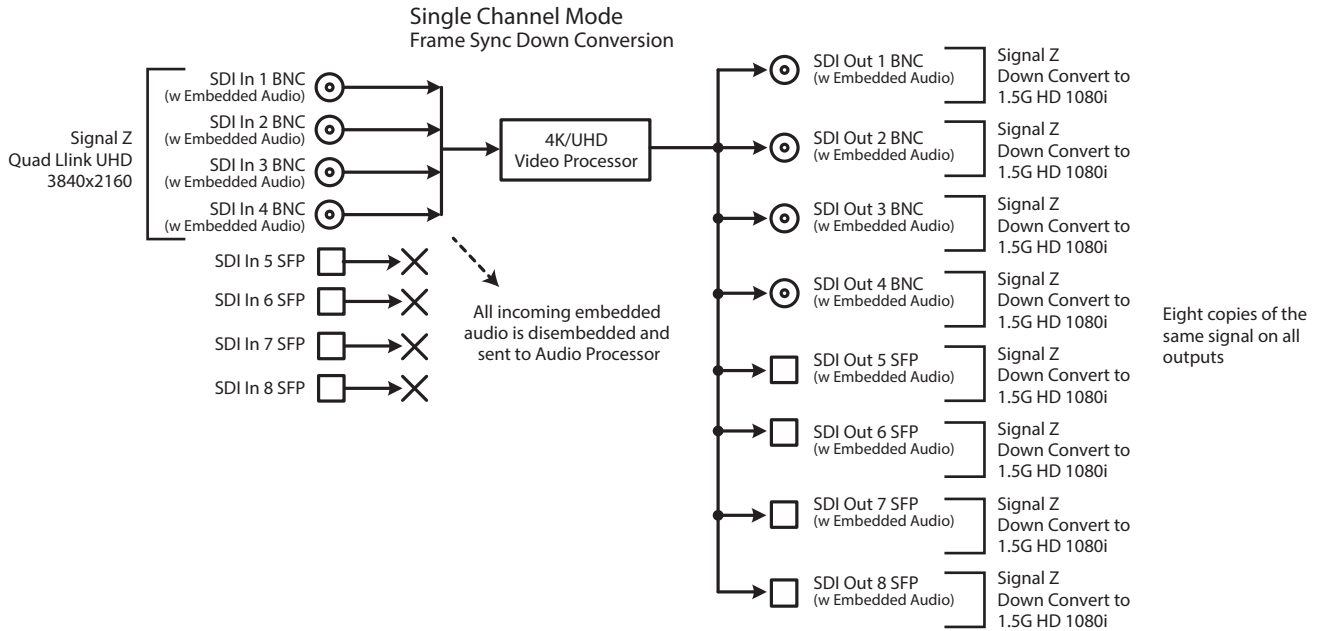 Single Channel Mode
Frame Sync Down Conversion
Signal Z
Quad Llink UHD
3840x2160
SDI In 1 BNC
(w Embedded Audio)
SDI In 2 BNC
(w Embedded Audio)
SDI In 3 BNC
(w Embedded Audio)
SDI In 4 BNC
(w Embedded Audio)
SDI In 5 SFP
SDI In 6 SFP
SDI In 7 SFP
SDI In 8 SFP
All incoming embedded
audio is disembedded and
sent to Audio Processor
4K/UHD
Video Processor
SDI Out 1 BNC
(w Embedded Audio)
Signal Z
Down Convert to
1.5G HD 1080i
SDI Out 2 BNC
(w Embedded Audio)
Signal Z
Down Convert to
1.5G HD 1080i
SDI Out 3 BNC
(w Embedded Audio)
Signal Z
Down Convert to
1.5G HD 1080i
SDI Out 4 BNC
(w Embedded Audio)
Signal Z
Down Convert to
1.5G HD 1080i
SDI Out 5 SFP
(w Embedded Audio)
Signal Z
Down Convert to
1.5G HD 1080i
SDI Out 6 SFP
(w Embedded Audio)
Signal Z
Down Convert to
1.5G HD 1080i
SDI Out 7 SFP
(w Embedded Audio)
Signal Z
Down Convert to
1.5G HD 1080i
SDI Out 8 SFP
(w Embedded Audio)
Signal Z
Down Convert to
1.5G HD 1080i
Eight copies of the
same signal on all
outputs